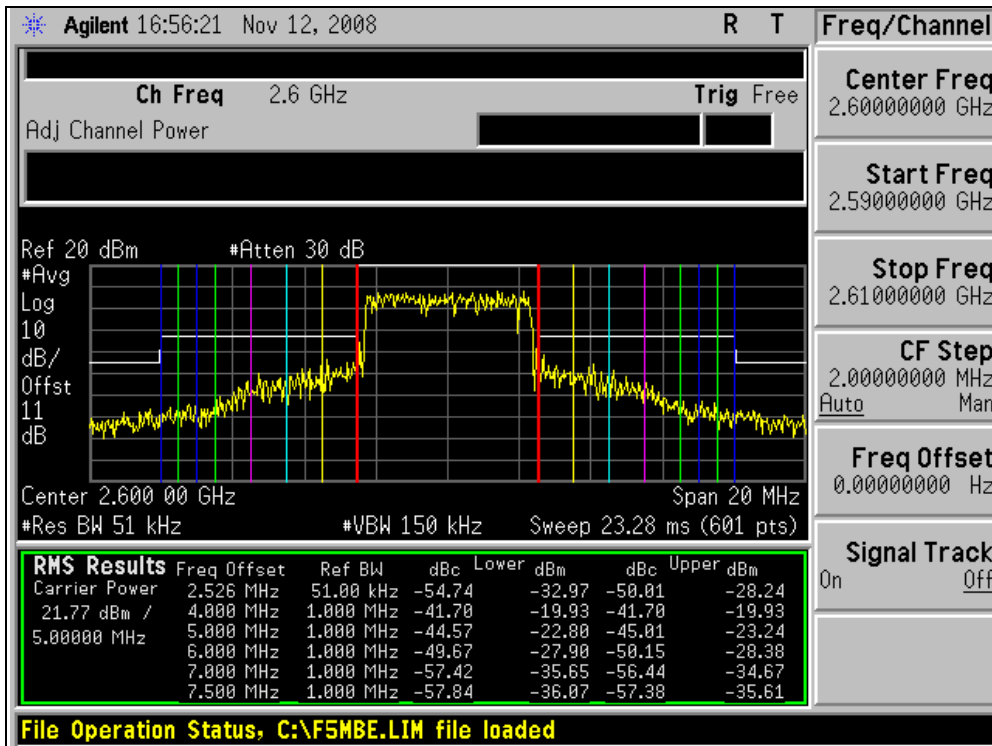 Agilent 16:56:21 Nov 12, 2008 R T
Freq/Channel
Ch Freq 2.6 GHz Trig Free
Adj Channel Power
Center Freq
2.60000000 GHz
Start Freq
2.59000000 GHz
Stop Freq
2.61000000 GHz
CF Step
2.00000000 MHz
Auto Man
Freq Offset
0.00000000 Hz
Signal Track
On Off
Ref 20 dBm #Atten 30 dB
#Avg
Log
10
dB/
Offst
11
dB
Center 2.600 00 GHz Span 20 MHz
#Res BW 51 kHz #VBW 150 kHz Sweep 23.28 ms (601 pts)
RMS Results Freq Offset Ref BW dBc Lower dBm dBc Upper dBm
Carrier Power 2.526 MHz 51.00 kHz -54.74 -32.97 -50.01 -28.24
21.77 dBm / 4.000 MHz 1.000 MHz -41.70 -19.93 -41.70 -19.93
5.00000 MHz 5.000 MHz 1.000 MHz -44.57 -22.80 -45.01 -23.24
6.000 MHz 1.000 MHz -49.67 -27.90 -50.15 -28.38
7.000 MHz 1.000 MHz -57.42 -35.65 -56.44 -34.67
7.500 MHz 1.000 MHz -57.84 -36.07 -57.38 -35.61
File Operation Status, C:\F5MBE.LIM file loaded